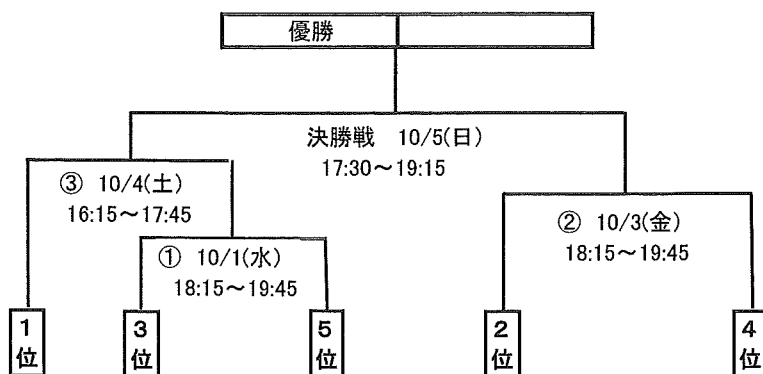 優勝
決勝戦 10/5(日)
17:30～19:15
③ 10/4(土)
16:15～17:45
② 10/3(金)
18:15～19:45
① 10/1(水)
18:15～19:45
1位
3位
5位
2位
4位